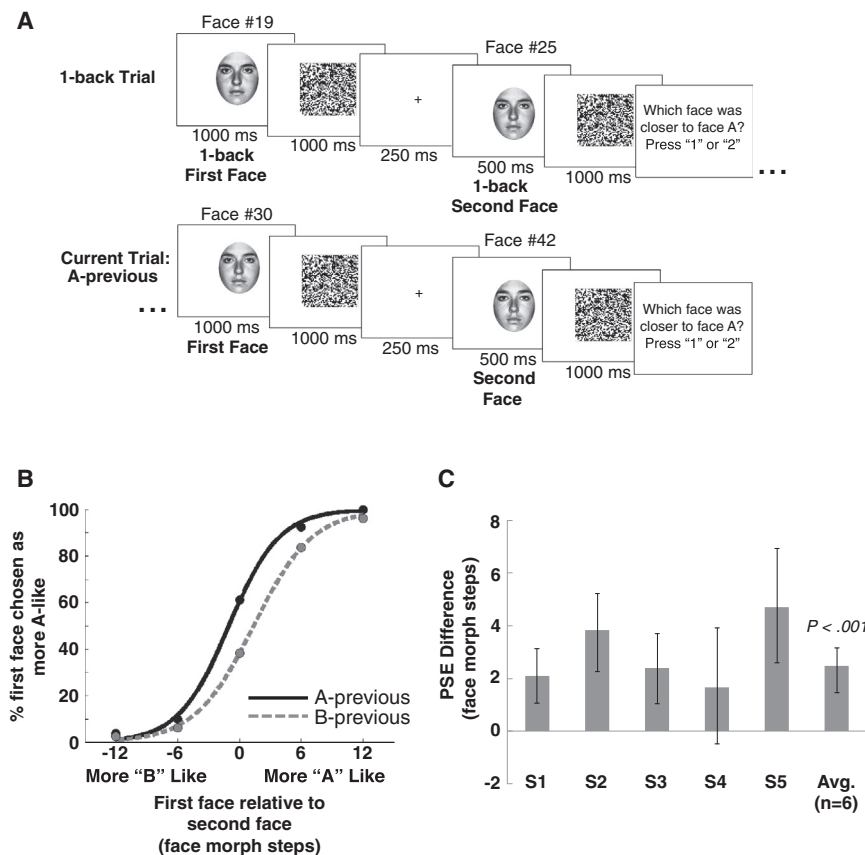 A
Face #19
Face #25
1-back Trial
Which face was
closer to face A?
Press “1” or “2”
1000 ms
1000 ms
250 ms
500 ms
1000 ms
1-back
First Face
1-back
Second Face
...
Face #30
Face #42
Current Trial:
A-previous
...
+
+
Which face was
closer to face A?
Press “1” or “2”
1000 ms
1000 ms
250 ms
500 ms
1000 ms
First Face
Second
Face
B
% first face chosen as
more A-like
100
80
60
40
20
0
A-previous
B-previous
-12
-6
0
6
12
More “B” Like
More “A” Like
First face relative to
second face
(face morph steps)
C
PSE Difference
(face morph steps)
8
6
4
2
0
-2
P < .001
S1
S2
S3
S4
S5
Avg.
(n=6)